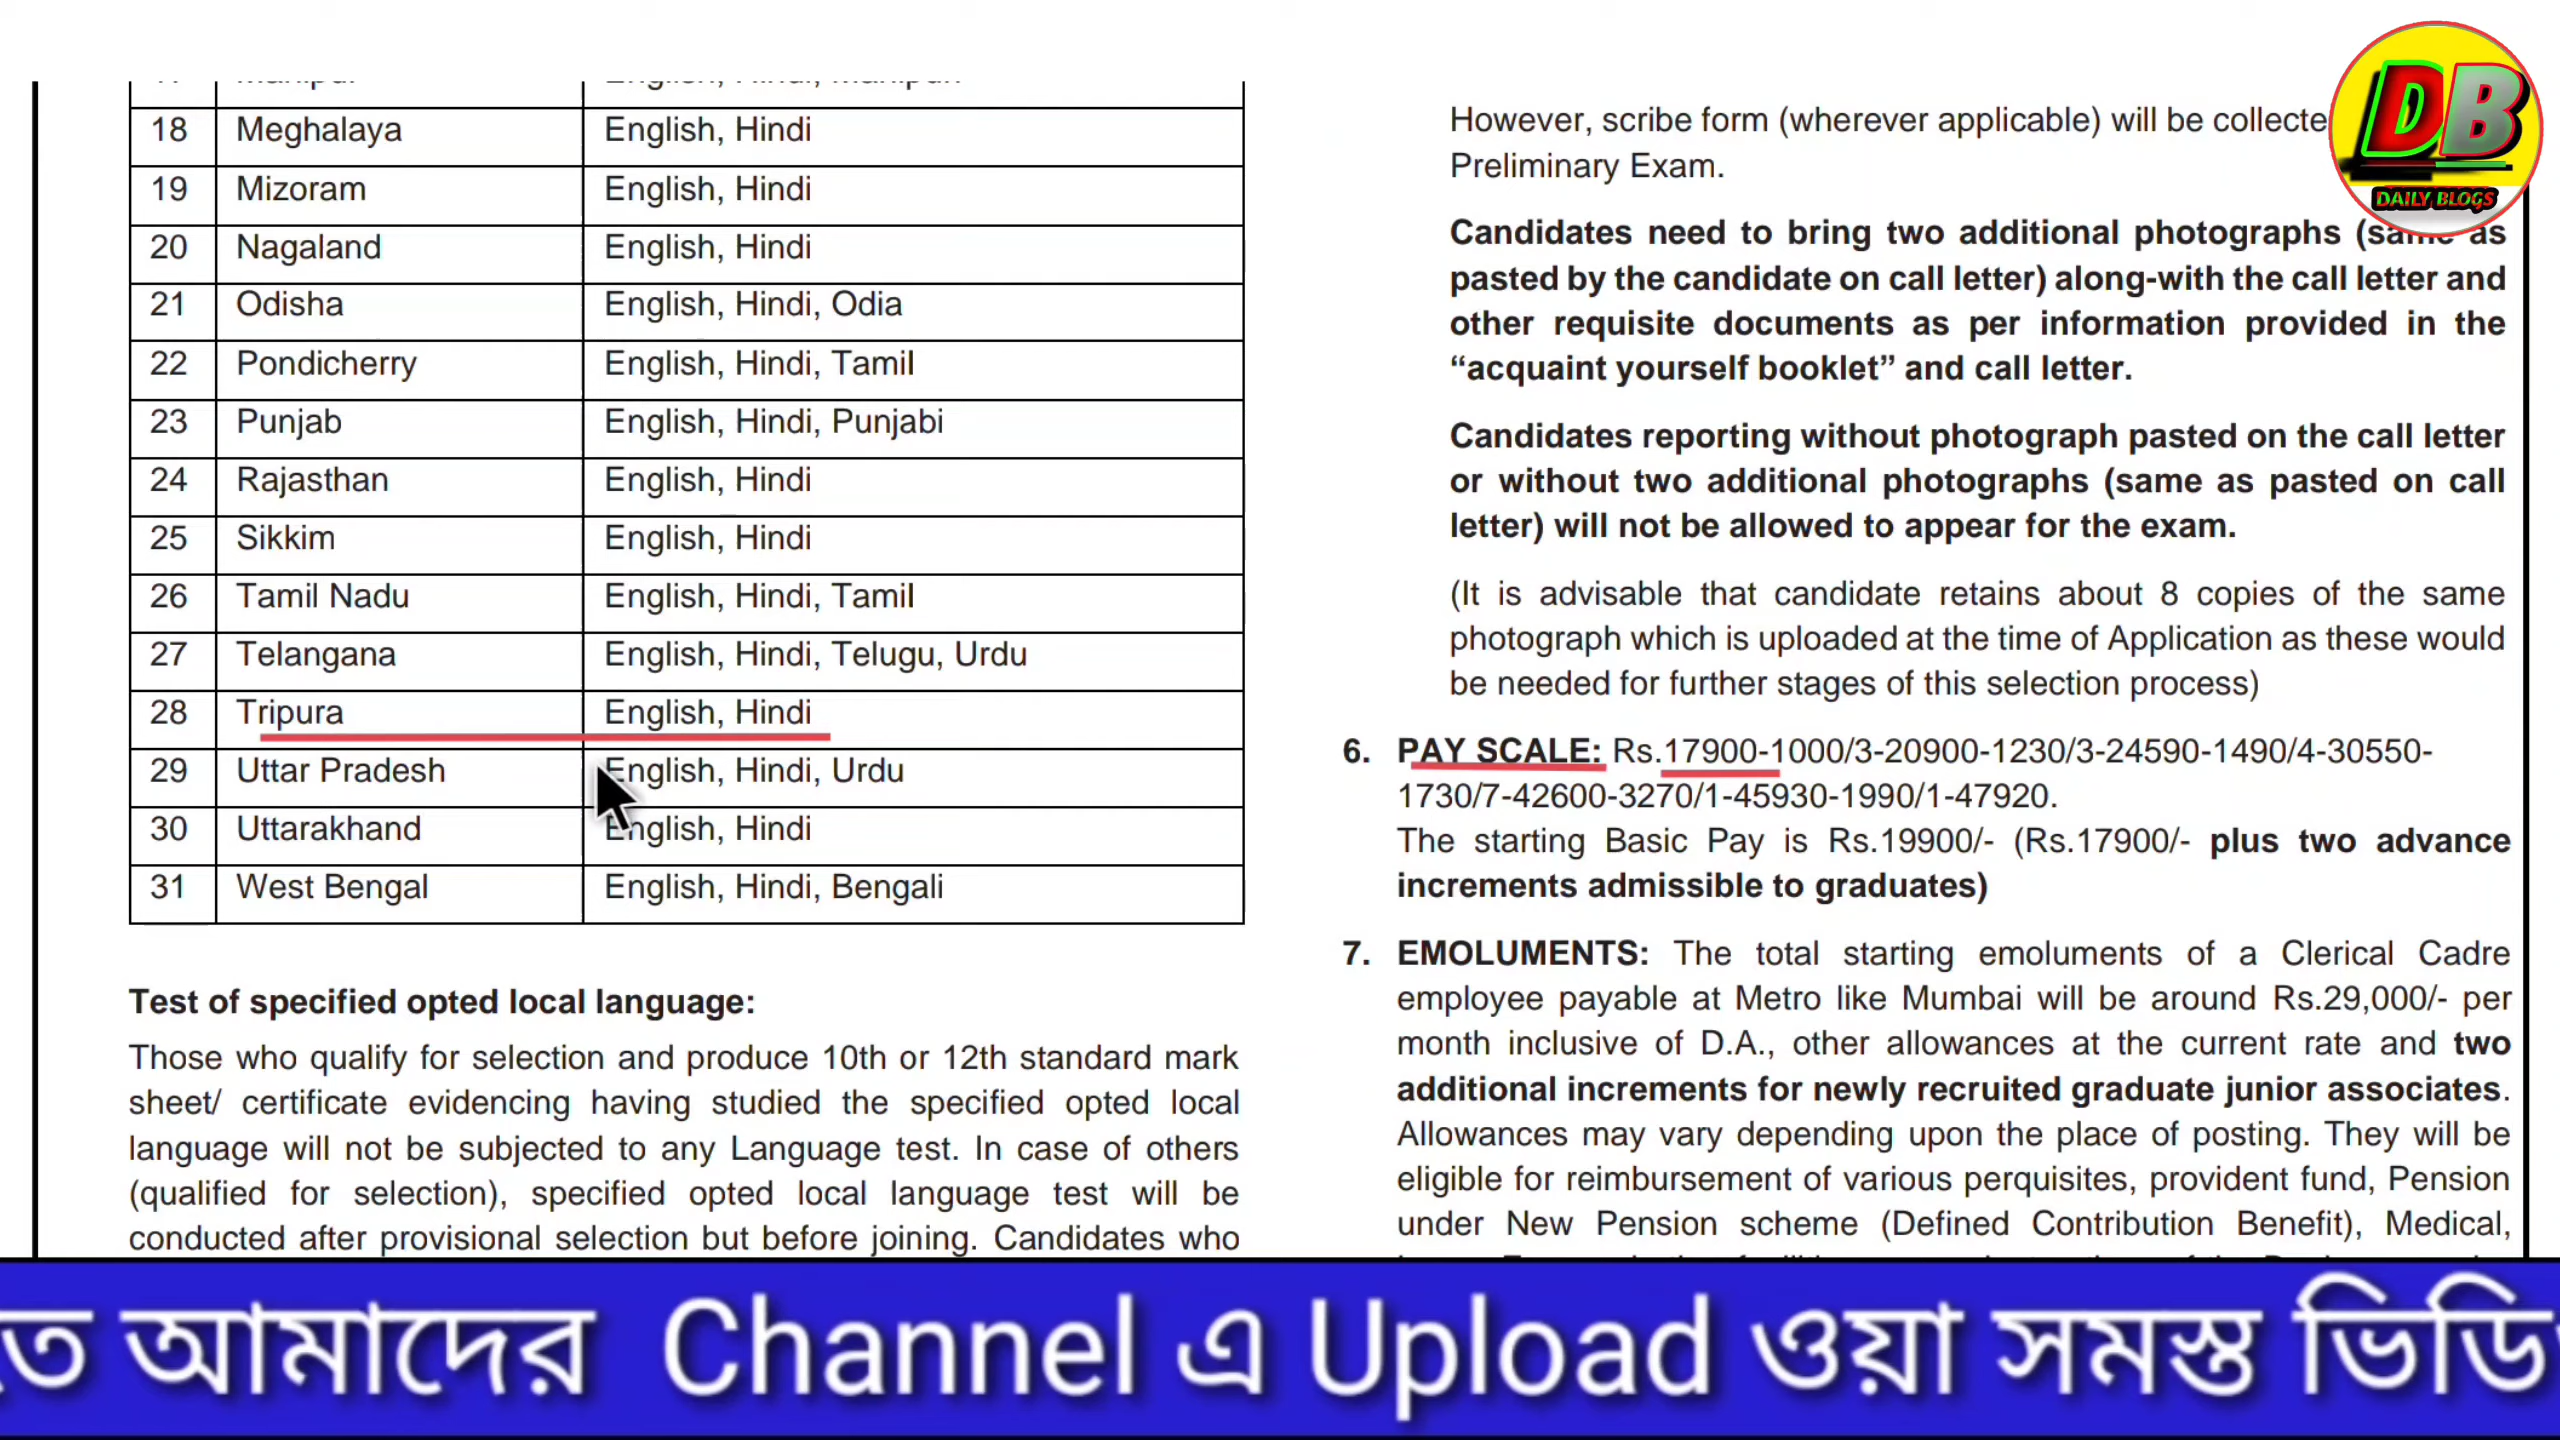 18 Meghalaya English, Hindi
19 Mizoram English, Hindi
20 Nagaland English, Hindi
21 Odisha English, Hindi, Odia
22 Pondicherry English, Hindi, Tamil
23 Punjab English, Hindi, Punjabi
24 Rajasthan English, Hindi
25 Sikkim English, Hindi
26 Tamil Nadu English, Hindi, Tamil
27 Telangana English, Hindi, Telugu, Urdu
28 Tripura English, Hindi
29 Uttar Pradesh English, Hindi, Urdu
30 Uttarakhand English, Hindi
31 West Bengal English, Hindi, Bengali
Test of specified opted local language:
Those who qualify for selection and produce 10th or 12th standard mark
sheet/ certificate evidencing having studied the specified opted local
language will not be subjected to any Language test. In case of others
(qualified for selection), specified opted local language test will be
conducted after provisional selection but before joining. Candidates who
However, scribe form (wherever applicable) will be
Preliminary Exam.
Candidates need to bring two additional photographs (same as
pasted by the candidate on call letter) along-with the call letter and
other requisite documents as per information provided in the
“acquaint yourself booklet” and call letter.
Candidates reporting without photograph pasted on the call letter
or without two additional photographs (same as pasted on call
letter) will not be allowed to appear for the exam.
(It is advisable that candidate retains about 8 copies of the same
photograph which is uploaded at the time of Application as these would
be needed for further stages of this selection process)
6. PAY SCALE: Rs.17900-1000/3-20900-1230/3-24590-1490/4-30550-
1730/7-42600-3270/1-45930-1990/1-47920.
The starting Basic Pay is Rs.19900/- (Rs.17900/- plus two advance
increments admissible to graduates)
7. EMOLUMENTS: The total starting emoluments of a Clerical Cadre
employee payable at Metro like Mumbai will be around Rs.29,000/- per
month inclusive of D.A., other allowances at the current rate and two
additional increments for newly recruited graduate junior associates.
Allowances may vary depending upon the place of posting. They will be
eligible for reimbursement of various perquisites, provident fund, Pension
under New Pension scheme (Defined Contribution Benefit), Medical,
DB
DAILY BLOGS
আমাদের Channel এ Upload ওয়া সমস্ত